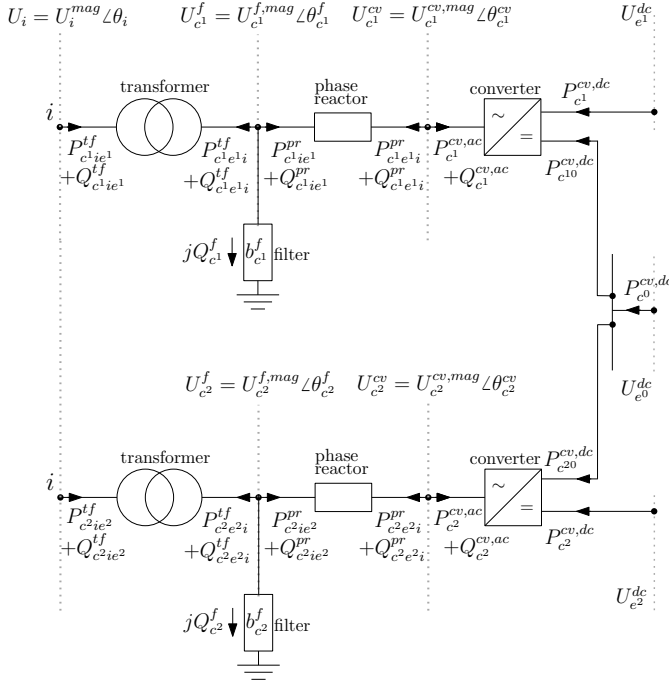 U_i = U_i^{mag}∠θ_i
U_{c^1}^f = U_{c^1}^{f,mag}∠θ_{c^1}^f
U_{c^1}^{cv} = U_{c^1}^{cv,mag}∠θ_{c^1}^{cv}
U_{e^1}^{dc}
transformer
phase
reactor
converter
P_{c^1}^{cv,dc}
i
~
=
P_{c^1ie^1}^{tf}
+Q_{c^1ie^1}^{tf}
P_{c^1e^1i}^{tf}
+Q_{c^1e^1i}^{tf}
P_{c^1ie^1}^{pr}
+Q_{c^1ie^1}^{pr}
P_{c^1e^1i}^{pr}
+Q_{c^1e^1i}^{pr}
P_{c^1}^{cv,ac}
+Q_{c^1}^{cv,ac}
P_{c^{10}}^{cv,dc}
jQ_{c^1}^f
b_{c^1}^f
filter
P_{c^0}^{cv,dc}
U_{e^0}^{dc}
U_{c^2}^f = U_{c^2}^{f,mag}∠θ_{c^2}^f
U_{c^2}^{cv} = U_{c^2}^{cv,mag}∠θ_{c^2}^{cv}
transformer
phase
reactor
converter
P_{c^{20}}^{cv,dc}
i
~
=
P_{c^2ie^2}^{tf}
+Q_{c^2ie^2}^{tf}
P_{c^2e^2i}^{tf}
+Q_{c^2e^2i}^{tf}
P_{c^2ie^2}^{pr}
+Q_{c^2ie^2}^{pr}
P_{c^2e^2i}^{pr}
+Q_{c^2e^2i}^{pr}
P_{c^2}^{cv,ac}
+Q_{c^2}^{cv,ac}
P_{c^2}^{cv,dc}
U_{e^2}^{dc}
jQ_{c^2}^f
b_{c^2}^f
filter